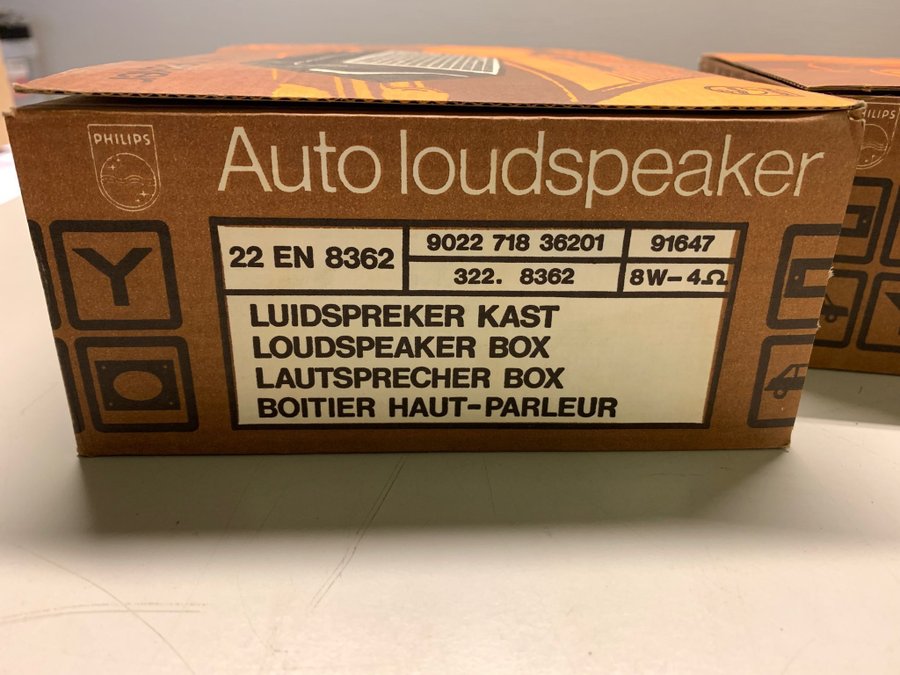 PHILIPS
Auto loudspeaker
22 EN 8362
9022 718 36201
91647
322. 8362
8W-4Ω
LUIDSPREKER KAST
LOUDSPEAKER BOX
LAUTSPRECHER BOX
BOITIER HAUT-PARLEUR
Y